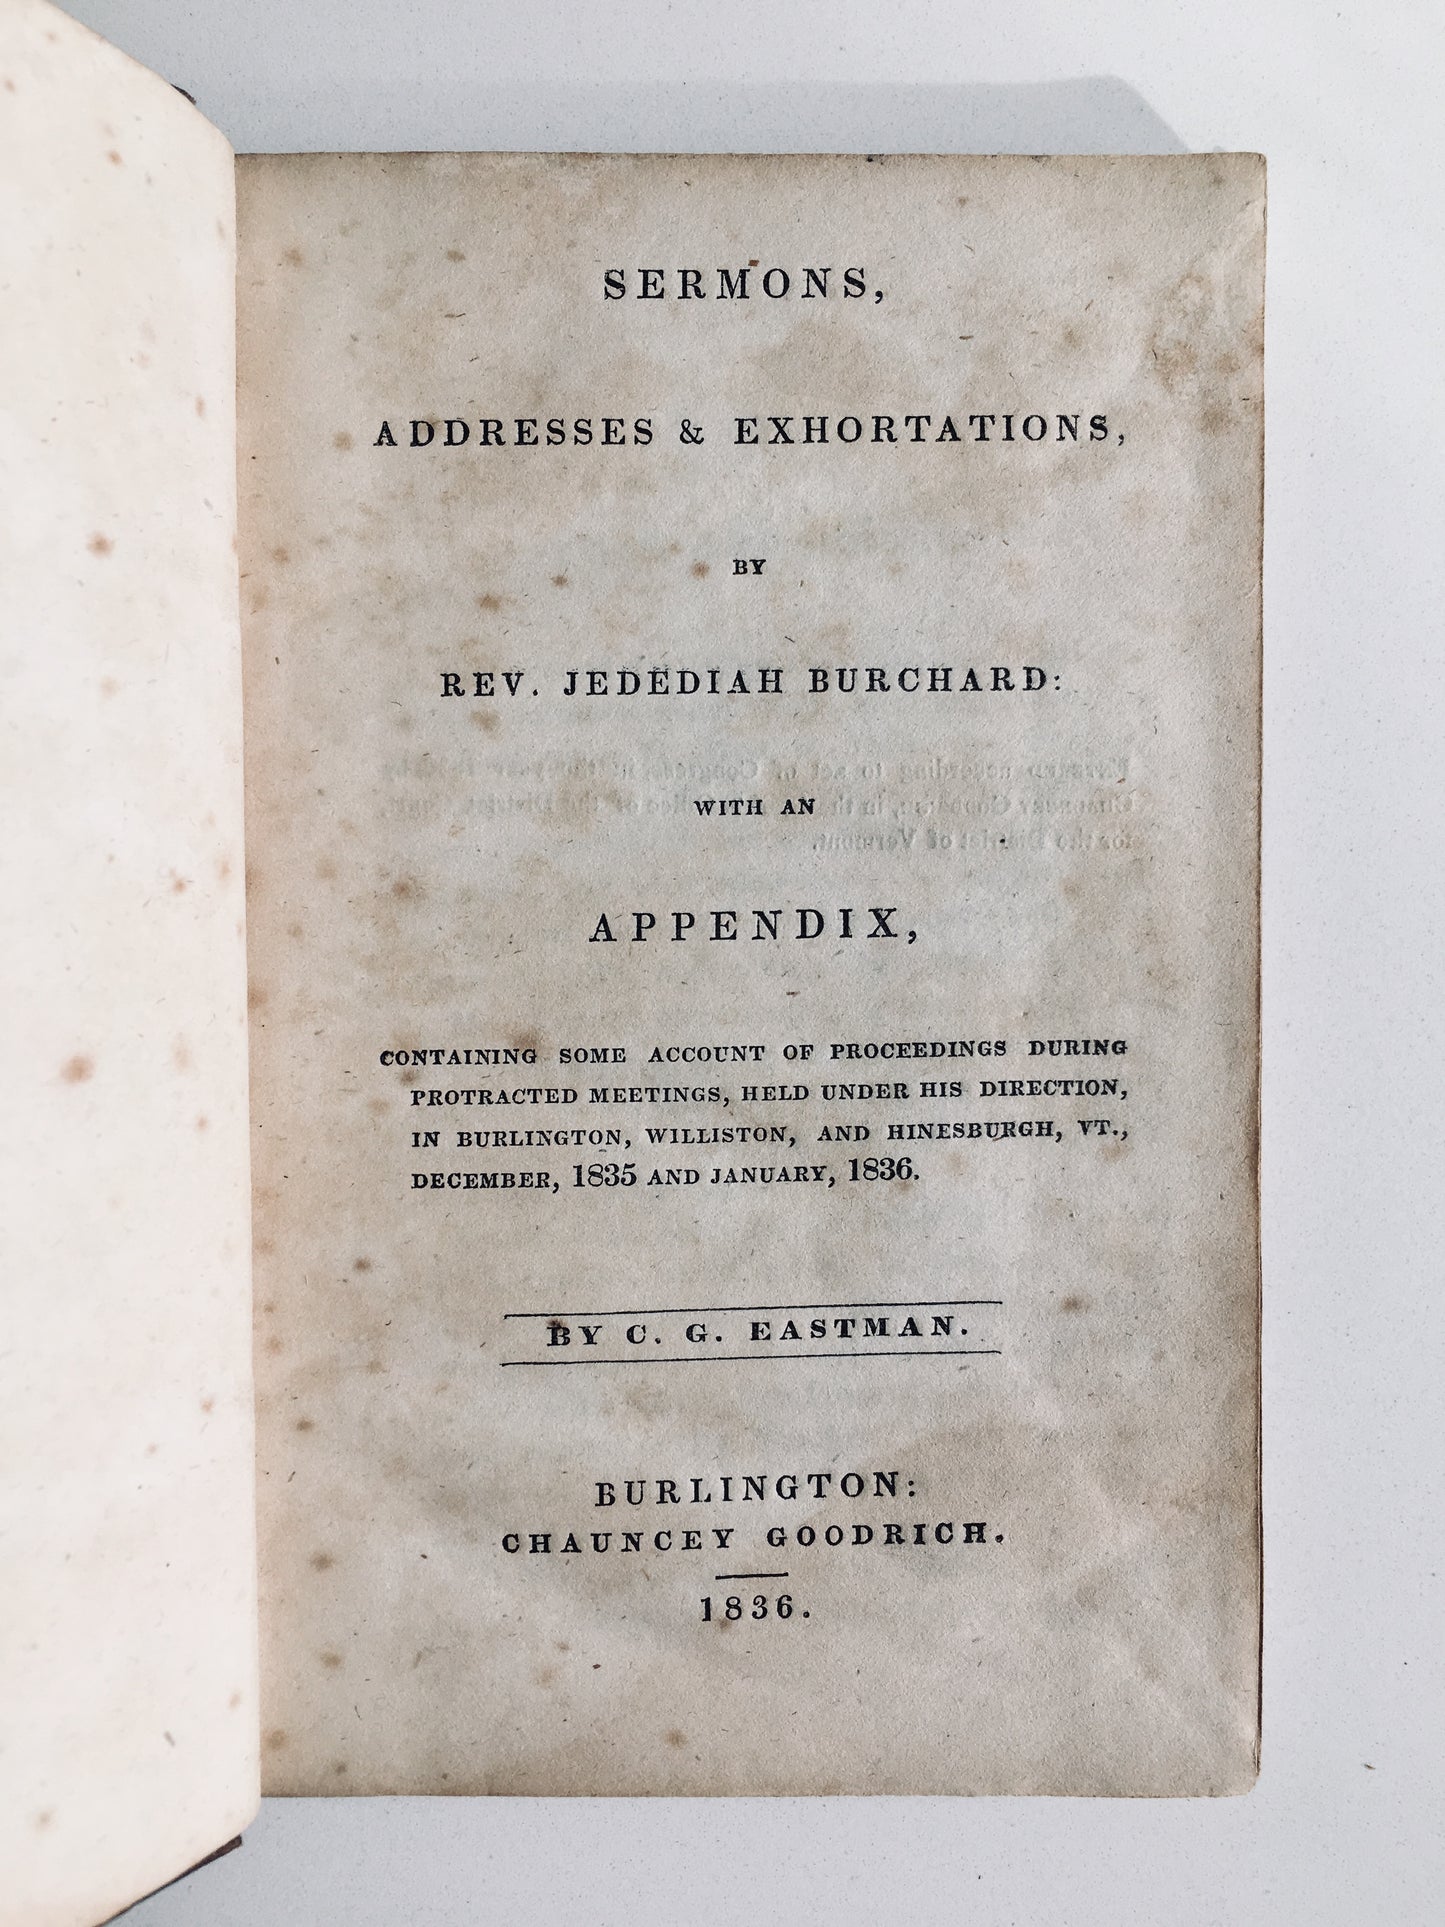 SERMONS,
ADDRESSES & EXHORTATIONS,
BY
REV. JEDEDIAH BURCHARD:
WITH AN
APPENDIX,
CONTAINING SOME ACCOUNT OF PROCEEDINGS DURING
PROTRACTED MEETINGS, HELD UNDER HIS DIRECTION,
IN BURLINGTON, WILLISTON, AND HINESBURGH, VT.,
DECEMBER, 1835 AND JANUARY, 1836.
BY C. G. EASTMAN.
BURLINGTON:
CHAUNCEY GOODRICH.
1836.